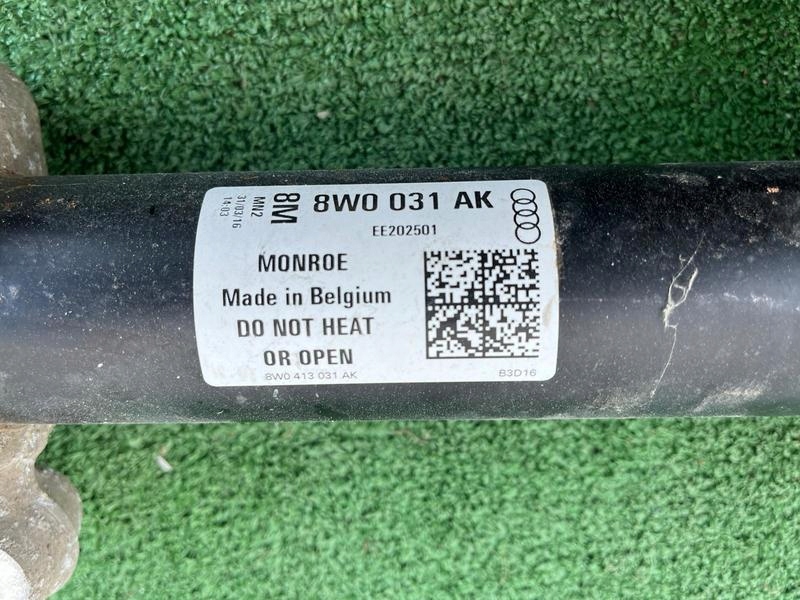 8W0 031 AK
8M
MN2
31/03/16
14:03
EE202501
MONROE
Made in Belgium
DO NOT HEAT
OR OPEN
8W0 413 031 AK
B3D16